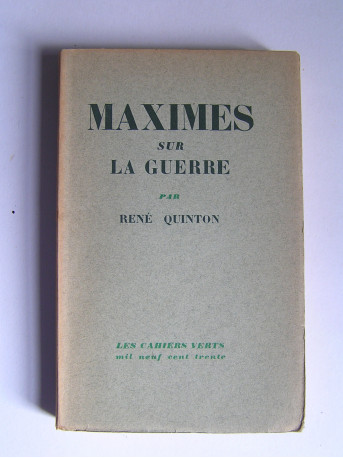 MAXIMES
SUR
LA GUERRE
PAR
RENÉ QUINTON
LES CAHIERS VERTS
mil neuf cent trente